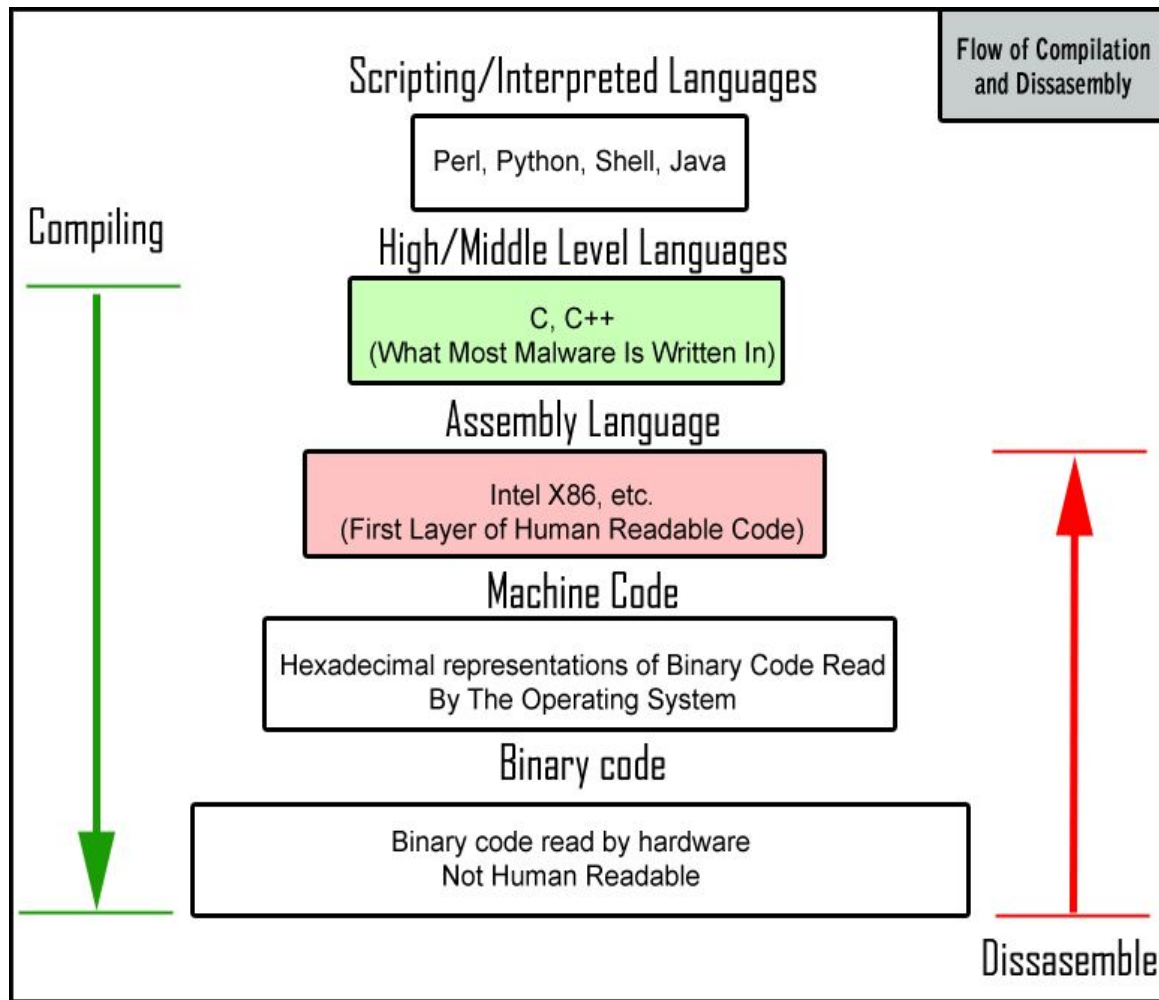 Flow of Compilation
and Dissasembly
Scripting/Interpreted Languages
Perl, Python, Shell, Java
Compiling
High/Middle Level Languages
C, C++
(What Most Malware Is Written In)
Assembly Language
Intel X86, etc.
(First Layer of Human Readable Code)
Machine Code
Hexadecimal representations of Binary Code Read
By The Operating System
Binary code
Binary code read by hardware
Not Human Readable
Dissasemble